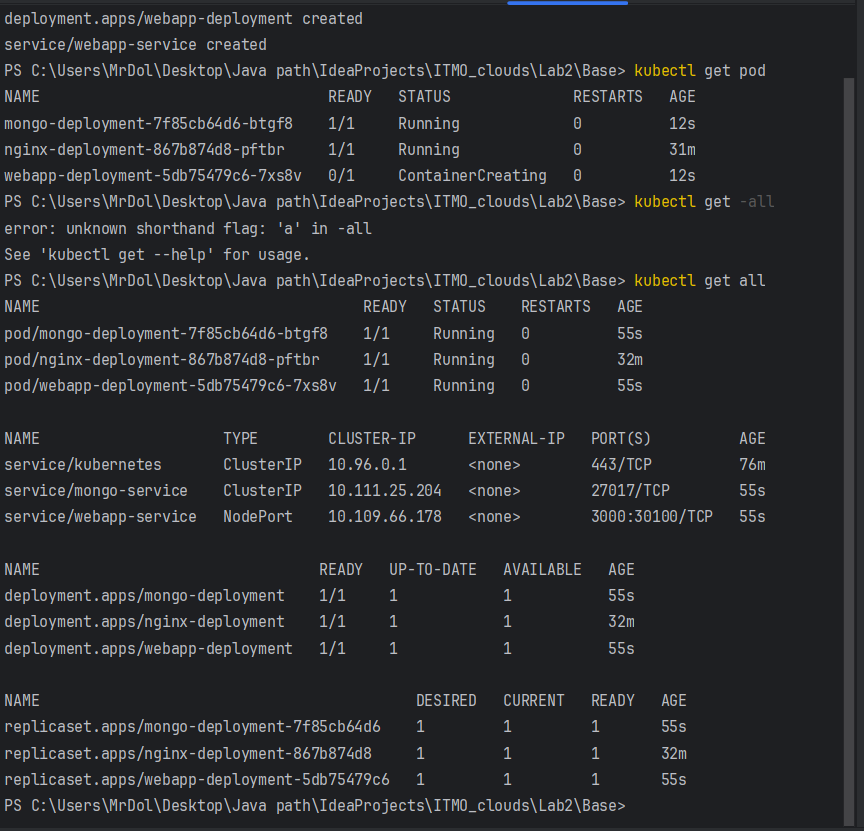 deployment.apps/webapp-deployment created
service/webapp-service created
PS C:\Users\MrDol\Desktop\Java path\IdeaProjects\ITMO_clouds\Lab2\Base> kubectl get pod
NAME                                 READY   STATUS              RESTARTS   AGE
mongo-deployment-7f85cb64d6-btgf8    1/1     Running             0          12s
nginx-deployment-867b874d8-pftbr     1/1     Running             0          31m
webapp-deployment-5db75479c6-7xs8v   0/1     ContainerCreating   0          12s
PS C:\Users\MrDol\Desktop\Java path\IdeaProjects\ITMO_clouds\Lab2\Base> kubectl get -all
error: unknown shorthand flag: 'a' in -all
See 'kubectl get --help' for usage.
PS C:\Users\MrDol\Desktop\Java path\IdeaProjects\ITMO_clouds\Lab2\Base> kubectl get all
NAME                                     READY   STATUS    RESTARTS   AGE
pod/mongo-deployment-7f85cb64d6-btgf8    1/1     Running   0          55s
pod/nginx-deployment-867b874d8-pftbr     1/1     Running   0          32m
pod/webapp-deployment-5db75479c6-7xs8v   1/1     Running   0          55s

NAME                     TYPE        CLUSTER-IP      EXTERNAL-IP   PORT(S)          AGE
service/kubernetes       ClusterIP   10.96.0.1       <none>        443/TCP          76m
service/mongo-service    ClusterIP   10.111.25.204   <none>        27017/TCP        55s
service/webapp-service   NodePort    10.109.66.178   <none>        3000:30100/TCP   55s

NAME                                READY   UP-TO-DATE   AVAILABLE   AGE
deployment.apps/mongo-deployment    1/1     1            1           55s
deployment.apps/nginx-deployment    1/1     1            1           32m
deployment.apps/webapp-deployment   1/1     1            1           55s

NAME                                           DESIRED   CURRENT   READY   AGE
replicaset.apps/mongo-deployment-7f85cb64d6    1         1         1       55s
replicaset.apps/nginx-deployment-867b874d8     1         1         1       32m
replicaset.apps/webapp-deployment-5db75479c6   1         1         1       55s
PS C:\Users\MrDol\Desktop\Java path\IdeaProjects\ITMO_clouds\Lab2\Base>